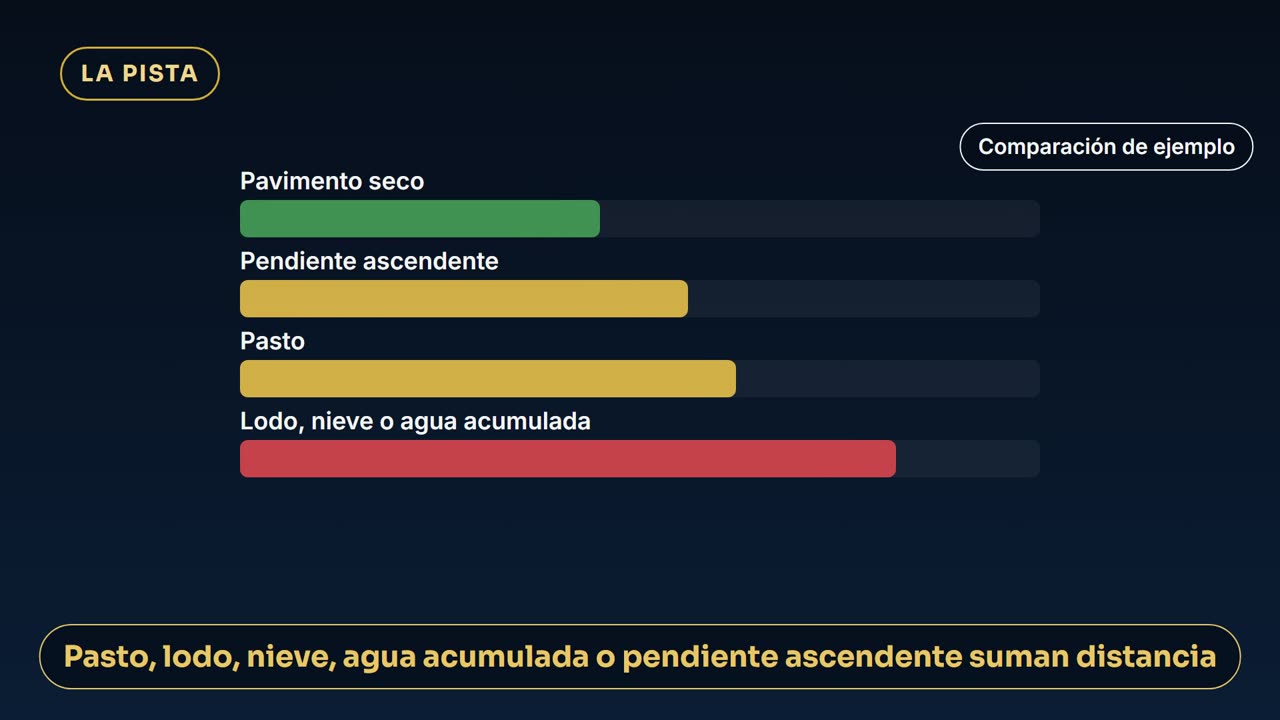 LA PISTA
Comparación de ejemplo
Pavimento seco
Pendiente ascendente
Pasto
Lodo, nieve o agua acumulada
Pasto, lodo, nieve, agua acumulada o pendiente ascendente suman distancia